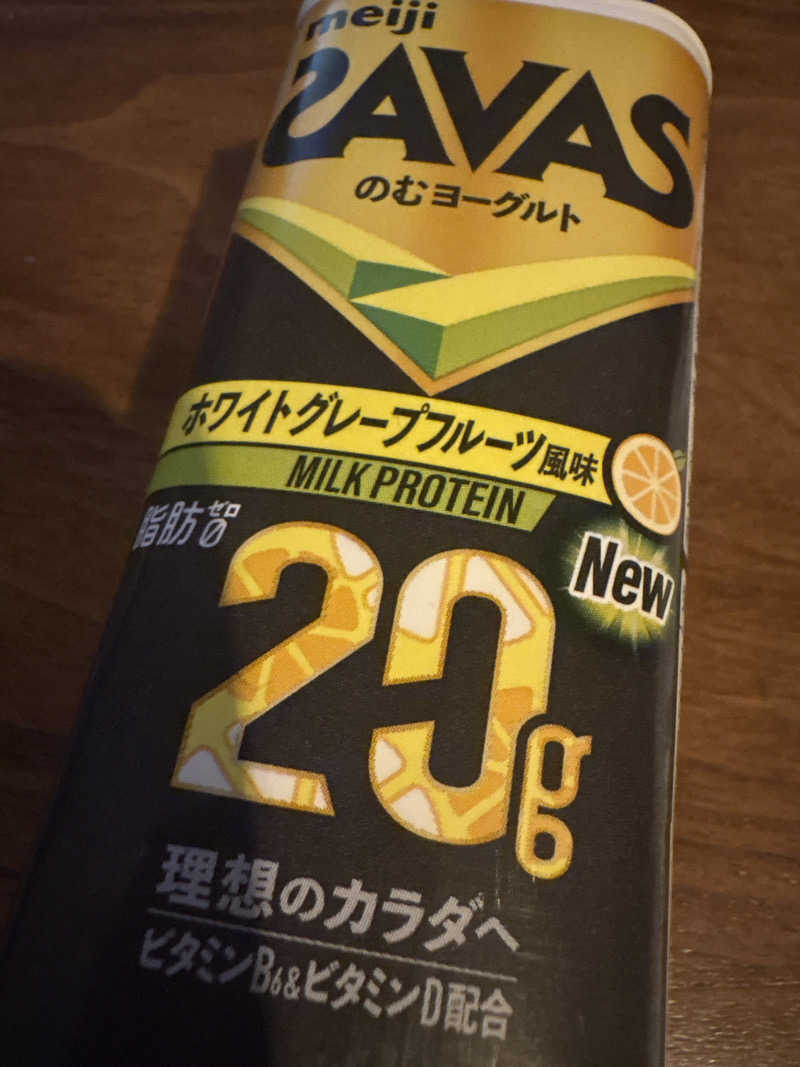 meiji
SAVAS
のむヨーグルト
ホワイトグレープフルーツ風味
MILK PROTEIN
脂肪0ゼロ
New
20g
理想のカラダへ
ビタミンB6&ビタミンD配合